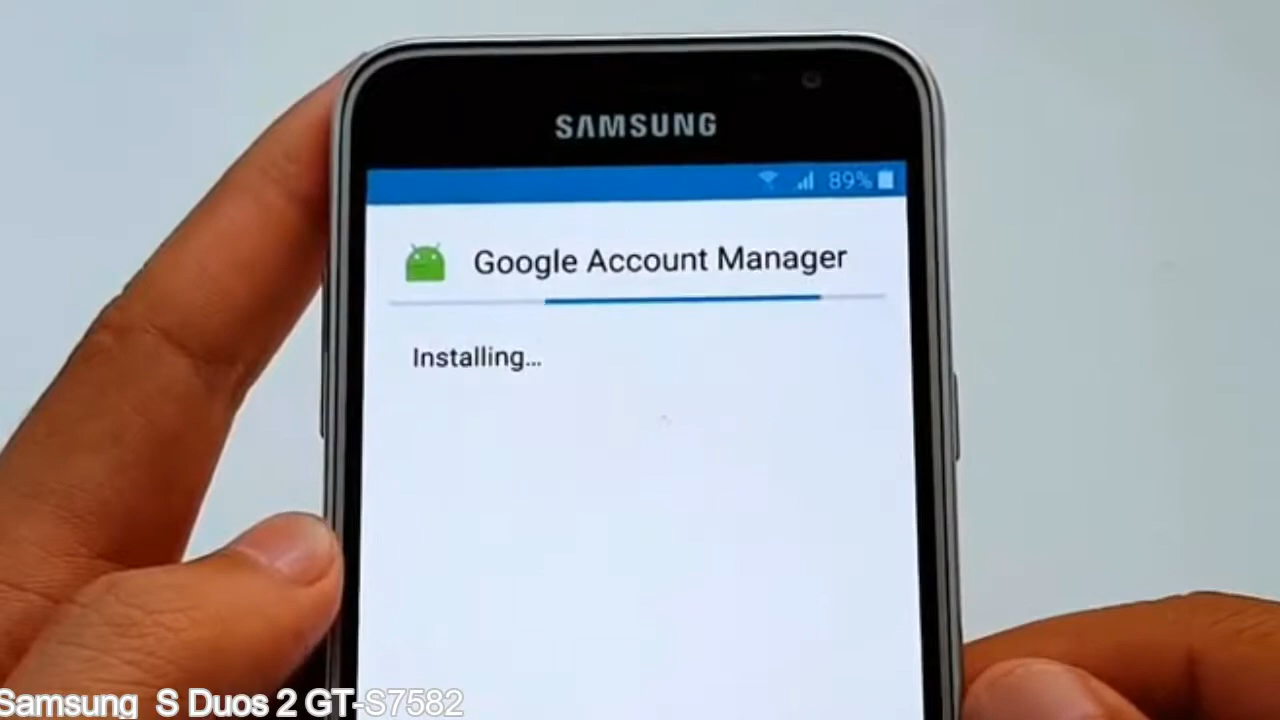 SAMSUNG
89%
Google Account Manager
Installing...
Samsung S Duos 2 GT-S7582